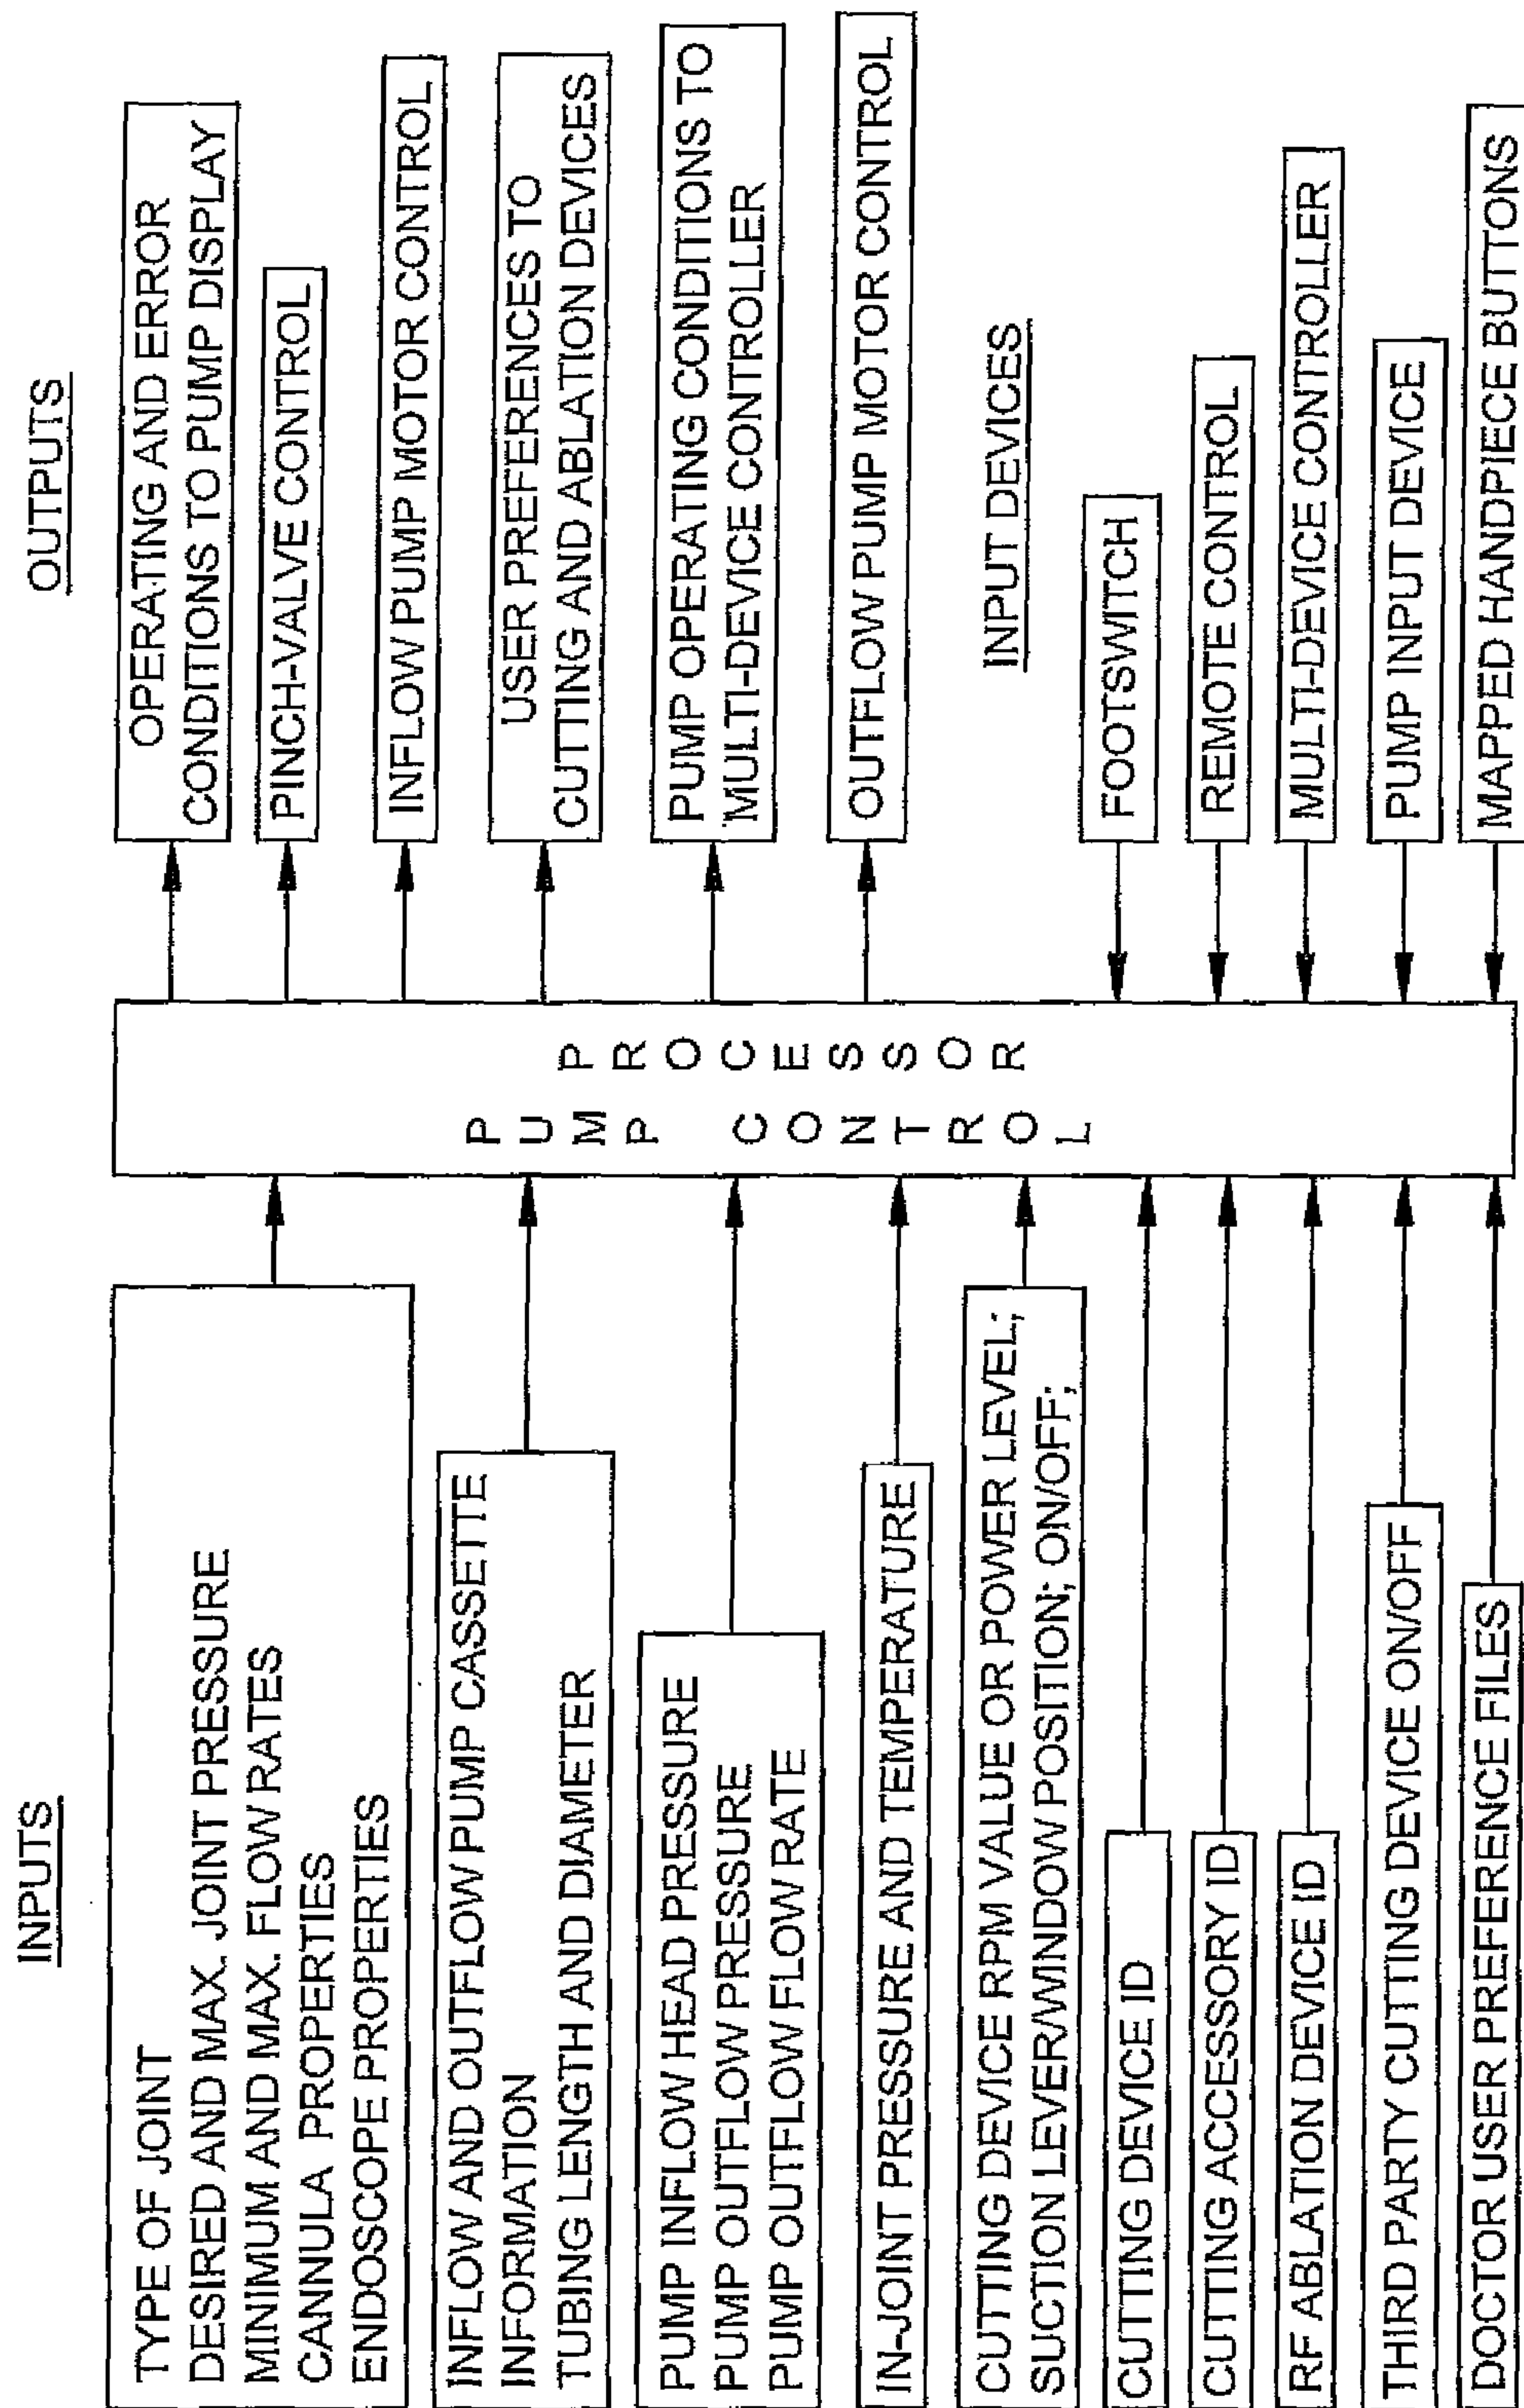 INPUTS
TYPE OF JOINT
DESIRED AND MAX. JOINT PRESSURE
MINIMUM AND MAX. FLOW RATES
CANNULA PROPERTIES
ENDOSCOPE PROPERTIES
INFLOW AND OUTFLOW PUMP CASSETTE
INFORMATION
TUBING LENGTH AND DIAMETER
PUMP INFLOW HEAD PRESSURE
PUMP OUTFLOW PRESSURE
PUMP OUTFLOW FLOW RATE
IN-JOINT PRESSURE AND TEMPERATURE
CUTTING DEVICE RPM VALUE OR POWER LEVEL;
SUCTION LEVER/WINDOW POSITION; ON/OFF;
CUTTING DEVICE ID
CUTTING ACCESSORY ID
RF ABLATION DEVICE ID
THIRD PARTY CUTTING DEVICE ON/OFF
DOCTOR USER PREFERENCE FILES
PUMP CONTROL
PROCESSOR
OUTPUTS
OPERATING AND ERROR
CONDITIONS TO PUMP DISPLAY
PINCH-VALVE CONTROL
INFLOW PUMP MOTOR CONTROL
USER PREFERENCES TO
CUTTING AND ABLATION DEVICES
PUMP OPERATING CONDITIONS TO
MULTI-DEVICE CONTROLLER
OUTFLOW PUMP MOTOR CONTROL
INPUT DEVICES
FOOTSWITCH
REMOTE CONTROL
MULTI-DEVICE CONTROLLER
PUMP INPUT DEVICE
MAPPED HANDPIECE BUTTONS